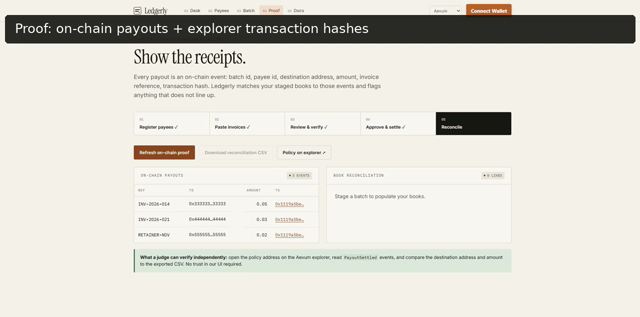 Ledgerly
01 Desk
02 Payees
03 Batch
04 Proof
05 Docs
Aevum
Connect Wallet
Proof: on-chain payouts + explorer transaction hashes
Show the receipts.
Every payout is an on-chain event: batch id, payee id, destination address, amount, invoice
reference, transaction hash. Ledgerly matches your staged books to those events and flags
anything that does not line up.
01
Register payees ✓
02
Paste invoices ✓
03
Review & verify ✓
04
Approve & settle ✓
05
Reconcile
Refresh on-chain proof
Download reconciliation CSV
Policy on explorer ↗
ON-CHAIN PAYOUTS
3 EVENTS
REF TO AMOUNT TX
INV-2026-014 0x333333…33333 0.05
INV-2026-021 0x444444…44444 0.03
RETAINER-NOV 0x555555…55555 0.02
BOOK RECONCILIATION
0 LINES
Stage a batch to populate your books.
What a judge can verify independently: open the policy address on the Aevum explorer, read PayoutSettled events, and compare the destination address and amount
to the exported CSV. No trust in our UI required.